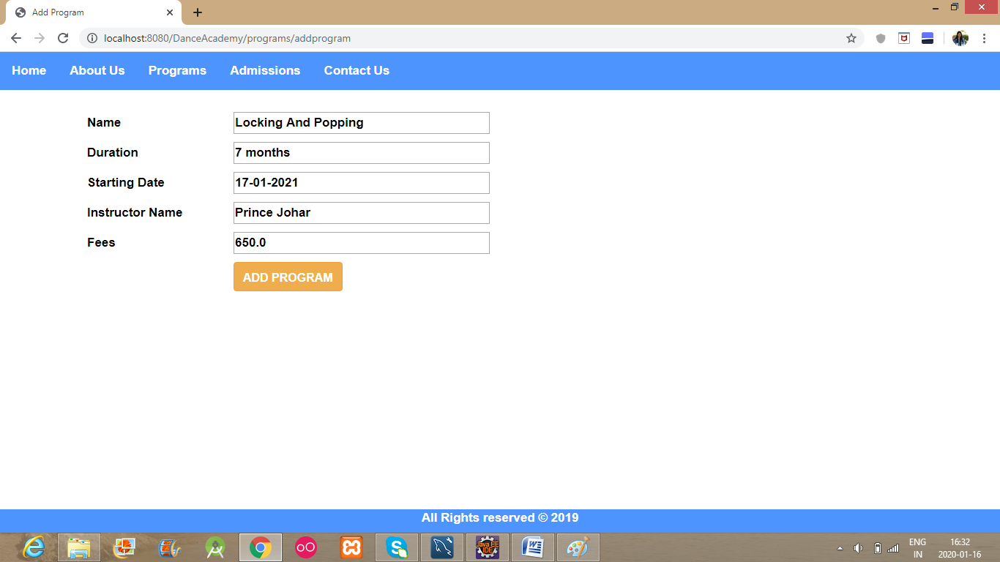 Add Program
localhost:8080/DanceAcademy/programs/addprogram
Home About Us Programs Admissions Contact Us
Name Locking And Popping
Duration 7 months
Starting Date 17-01-2021
Instructor Name Prince Johar
Fees 650.0
ADD PROGRAM
All Rights reserved © 2019
Java EE
IDE
ENG 16:32
IN 2020-01-16